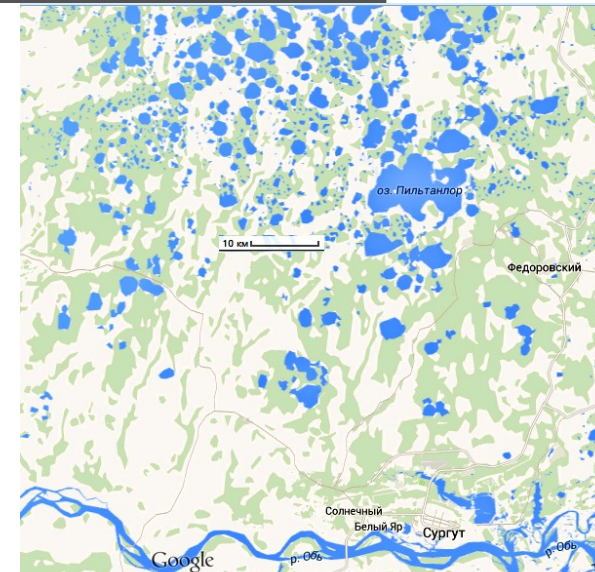 оз. Пильтанлор
10 км
Федоровский
Солнечный
Белый Яр
Сургут
р. Обь
р. Обь
Google